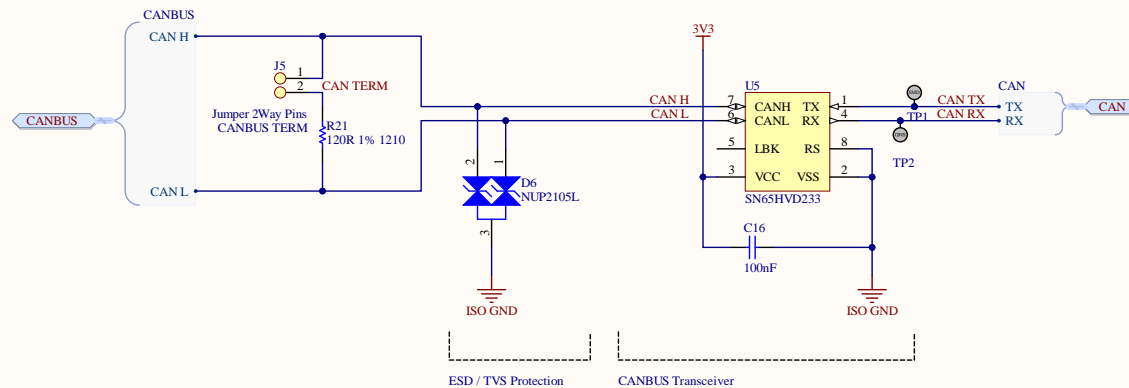 CANBUS
CAN H
CAN L
CANBUS
J5
1
2
CAN TERM
Jumper 2Way Pins
CANBUS TERM
R21
120R 1% 1210
2
1
D6
NUP2105L
3
ISO GND
ESD / TVS Protection
3V3
CAN H
CAN L
U5
7
CANH
TX
1
6
CANL
RX
4
5
LBK
RS
8
3
VCC
VSS
2
SN65HVD233
C16
100nF
ISO GND
CANBUS Transceiver
CAN TX
CAN RX
TP1
TP2
CAN
TX
RX
CAN